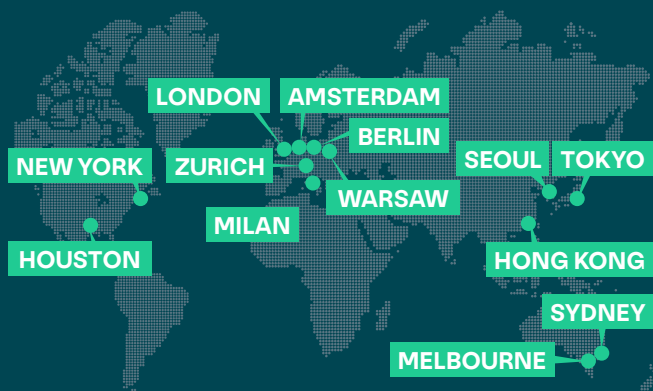 LONDON
AMSTERDAM
BERLIN
NEW YORK
ZURICH
SEOUL
TOKYO
WARSAW
MILAN
HOUSTON
HONG KONG
SYDNEY
MELBOURNE